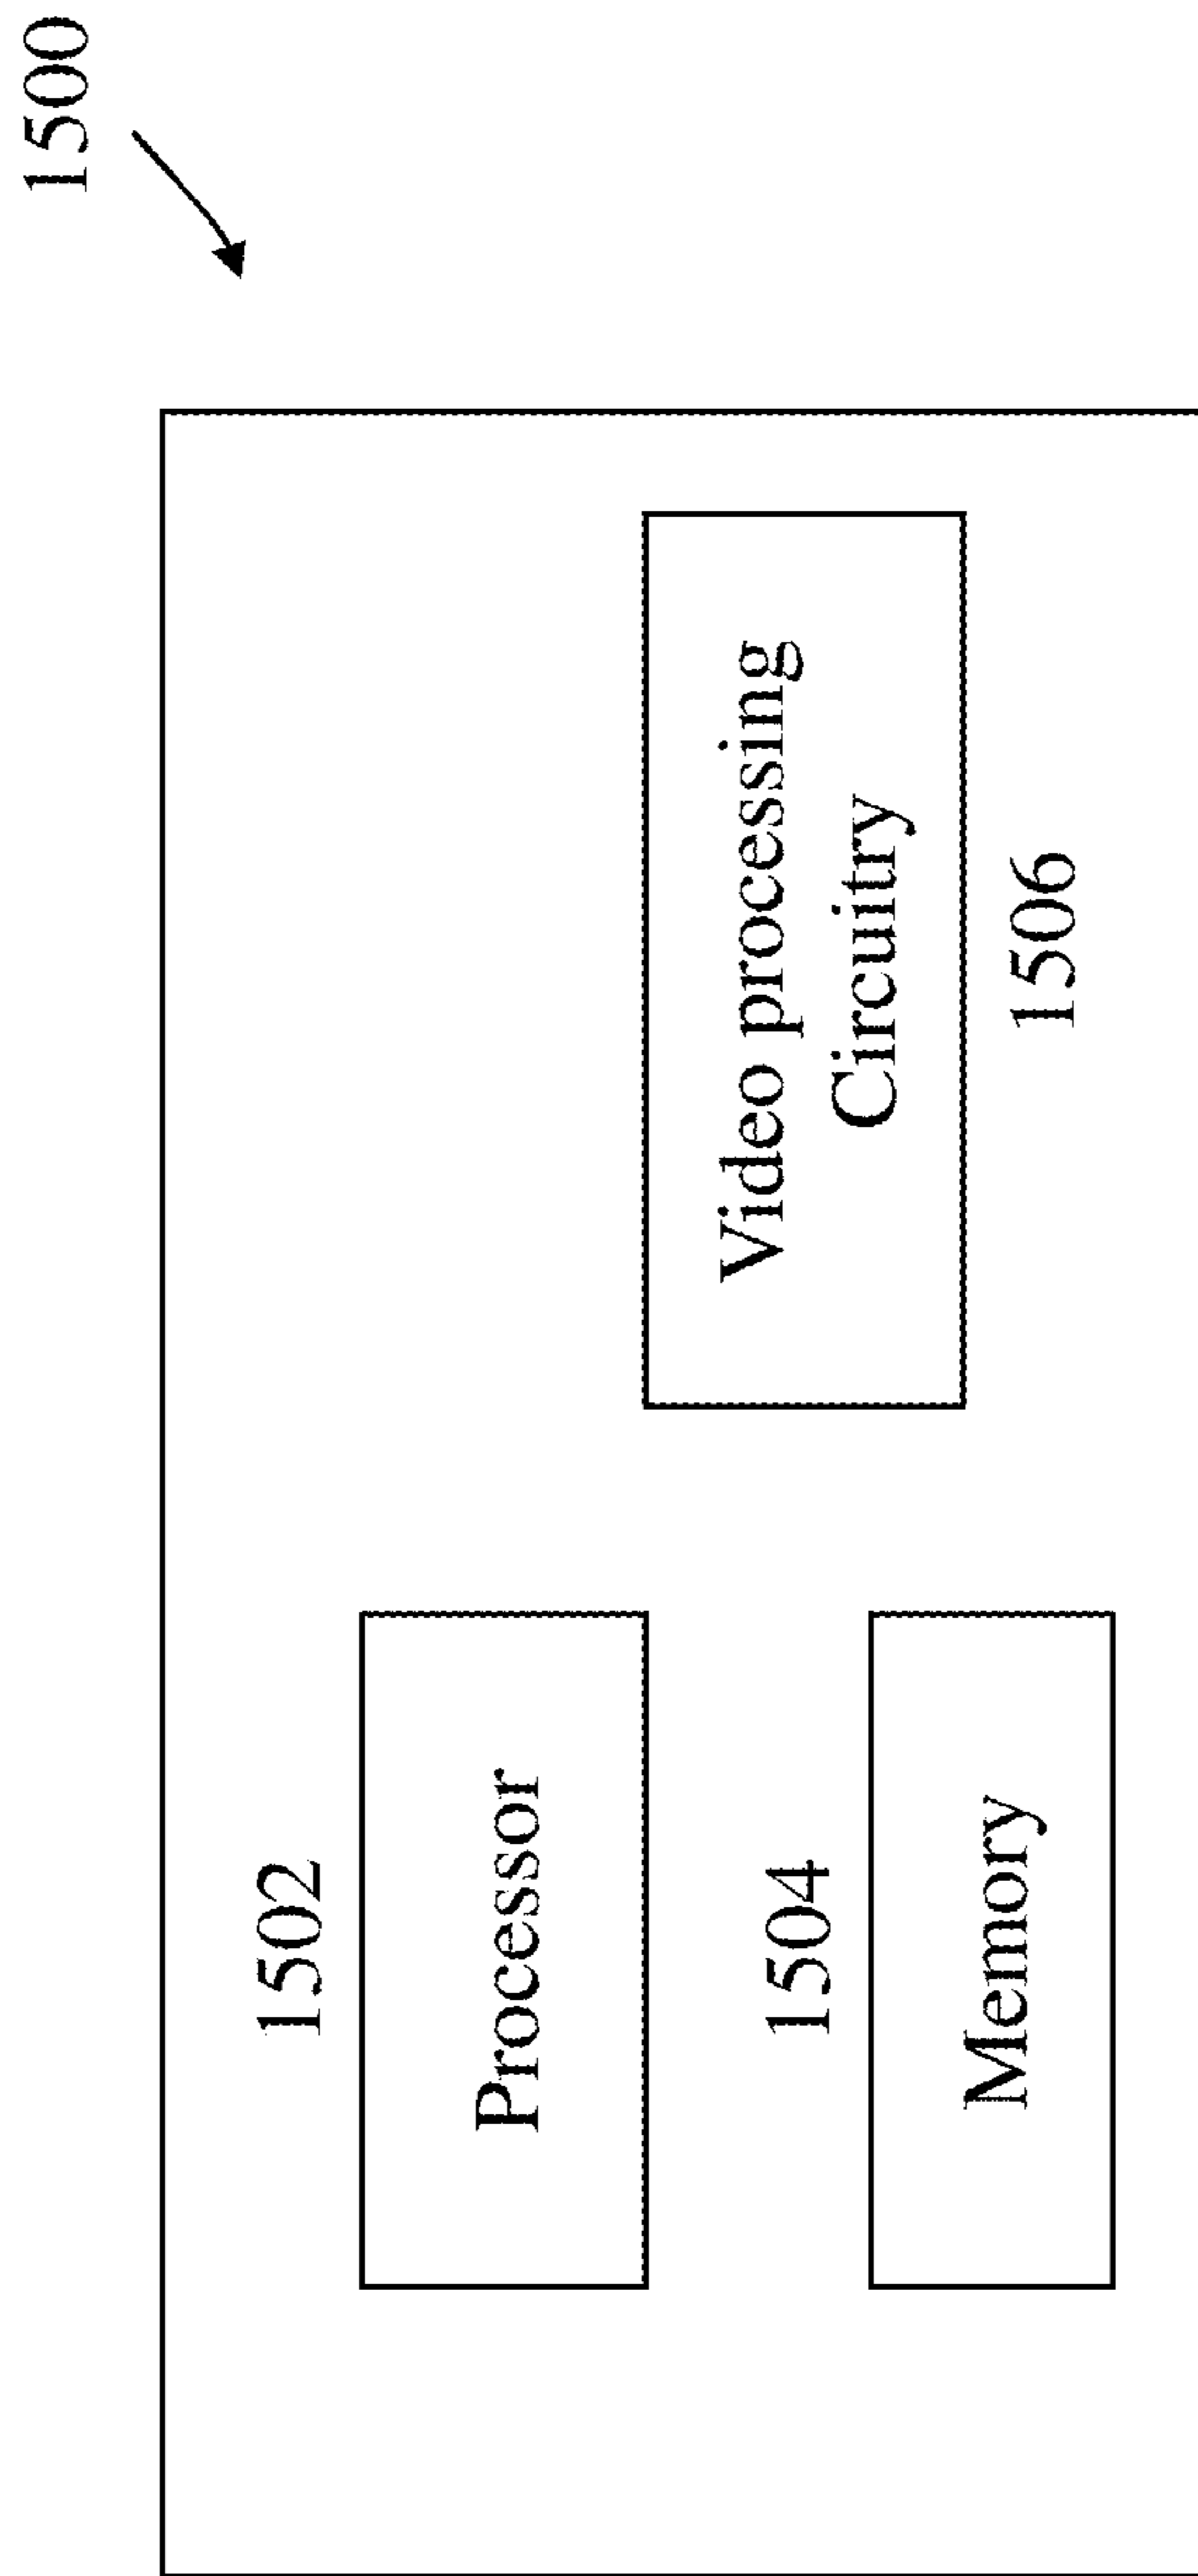 1500
1502
Processor
1504
Memory
Video processing
Circuitry
1506